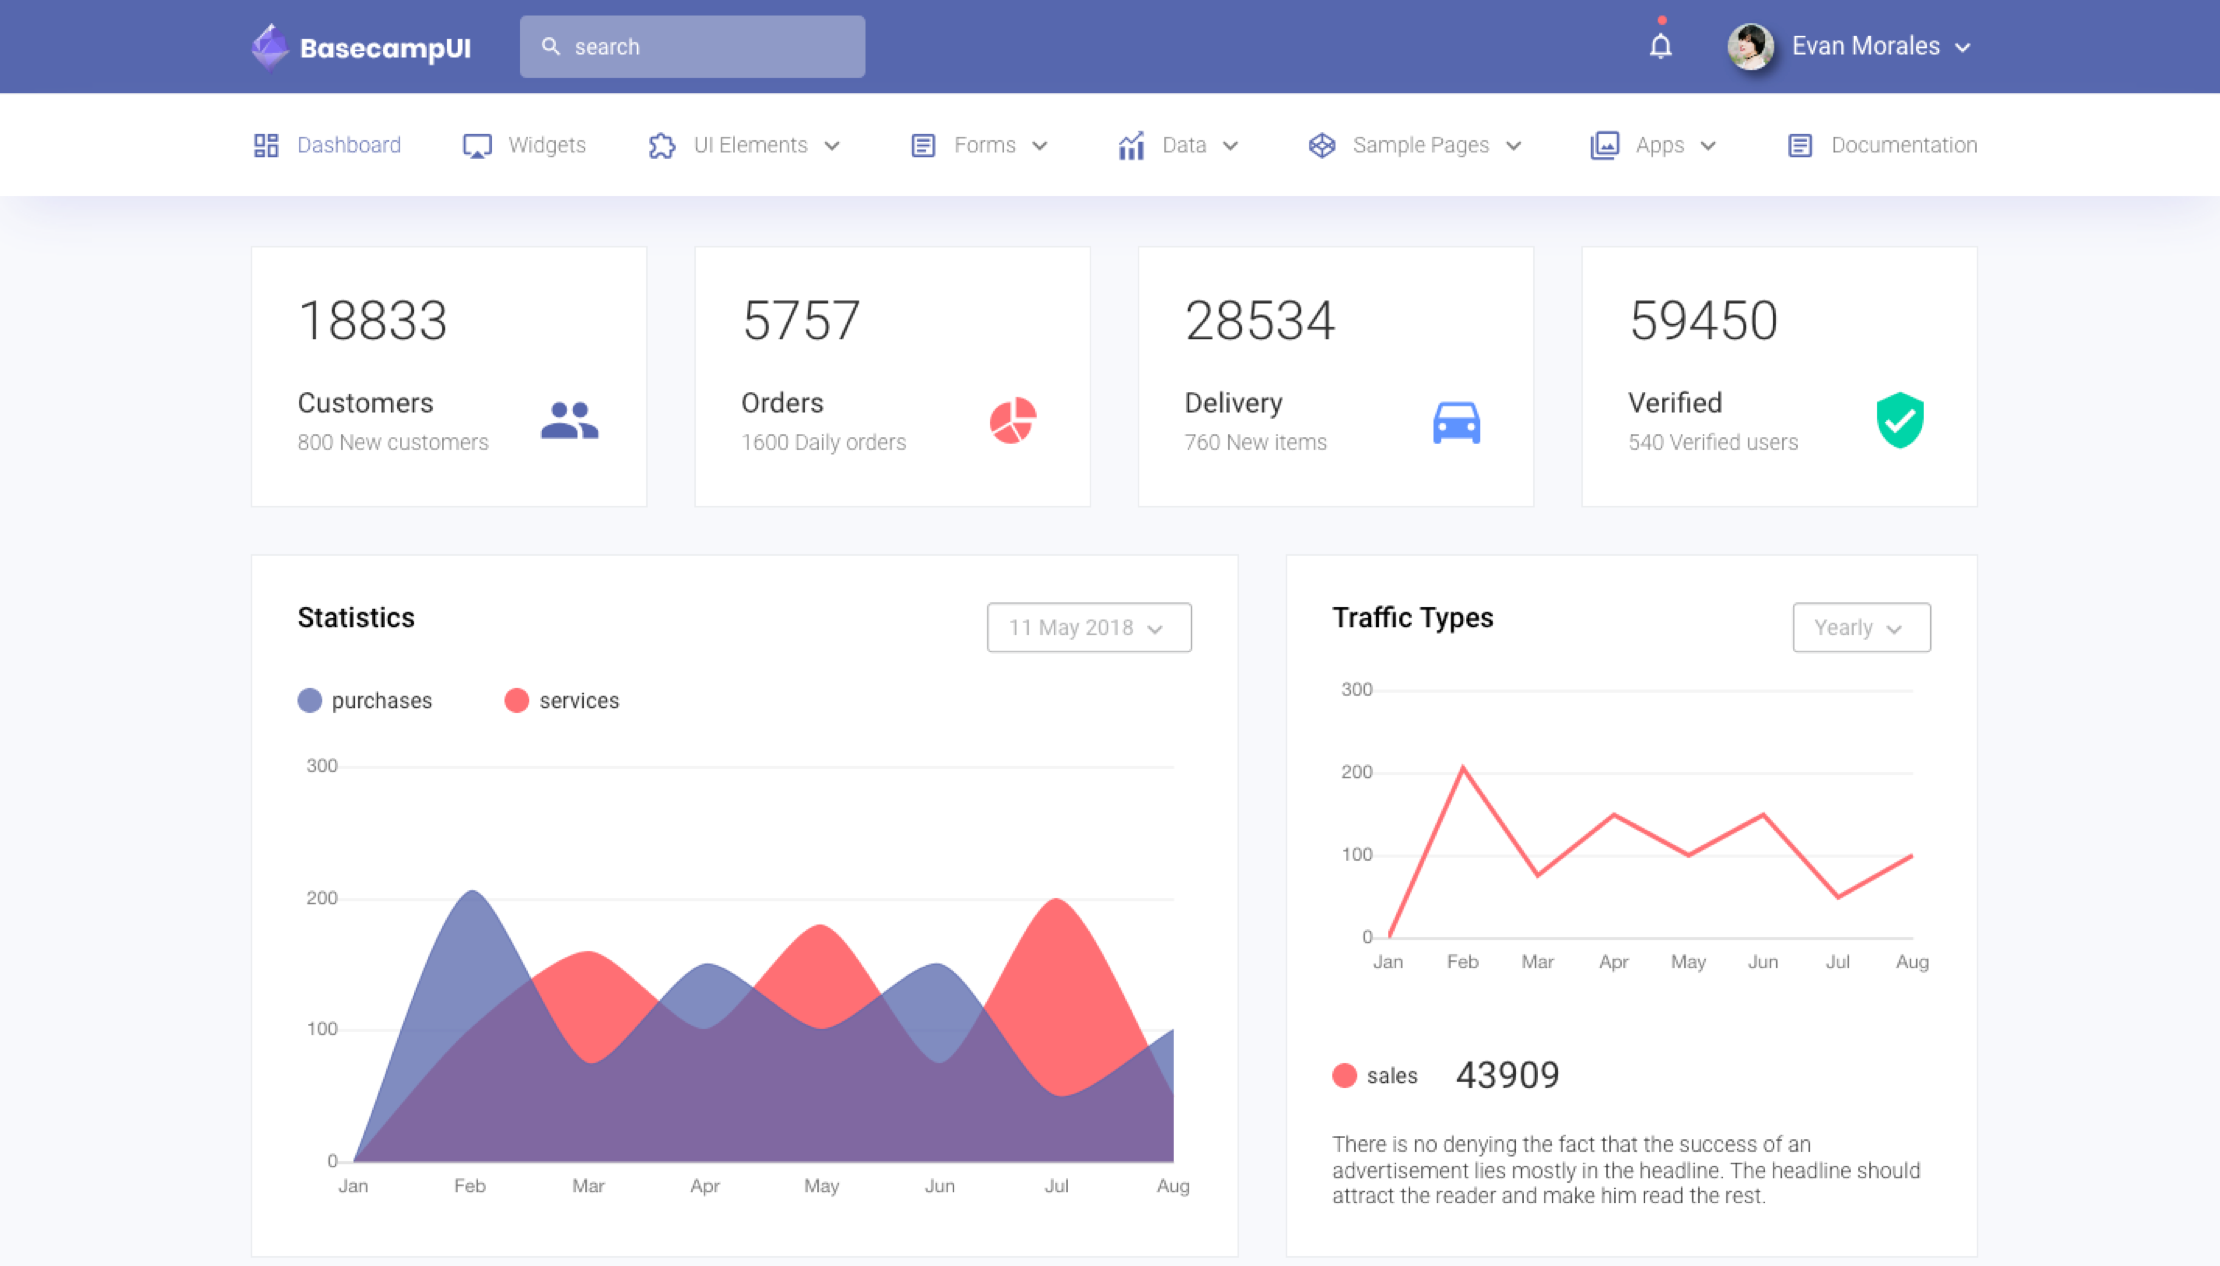 BasecampUI
search
Evan Morales
Dashboard
Widgets
UI Elements
Forms
Data
Sample Pages
Apps
Documentation
18833
Customers
800 New customers
5757
Orders
1600 Daily orders
28534
Delivery
760 New items
59450
Verified
540 Verified users
Statistics
11 May 2018
purchases
services
300
200
100
0
Jan Feb Mar Apr May Jun Jul Aug
Traffic Types
Yearly
300
200
100
0
Jan Feb Mar Apr May Jun Jul Aug
sales 43909
There is no denying the fact that the success of an
advertisement lies mostly in the headline. The headline should
attract the reader and make him read the rest.